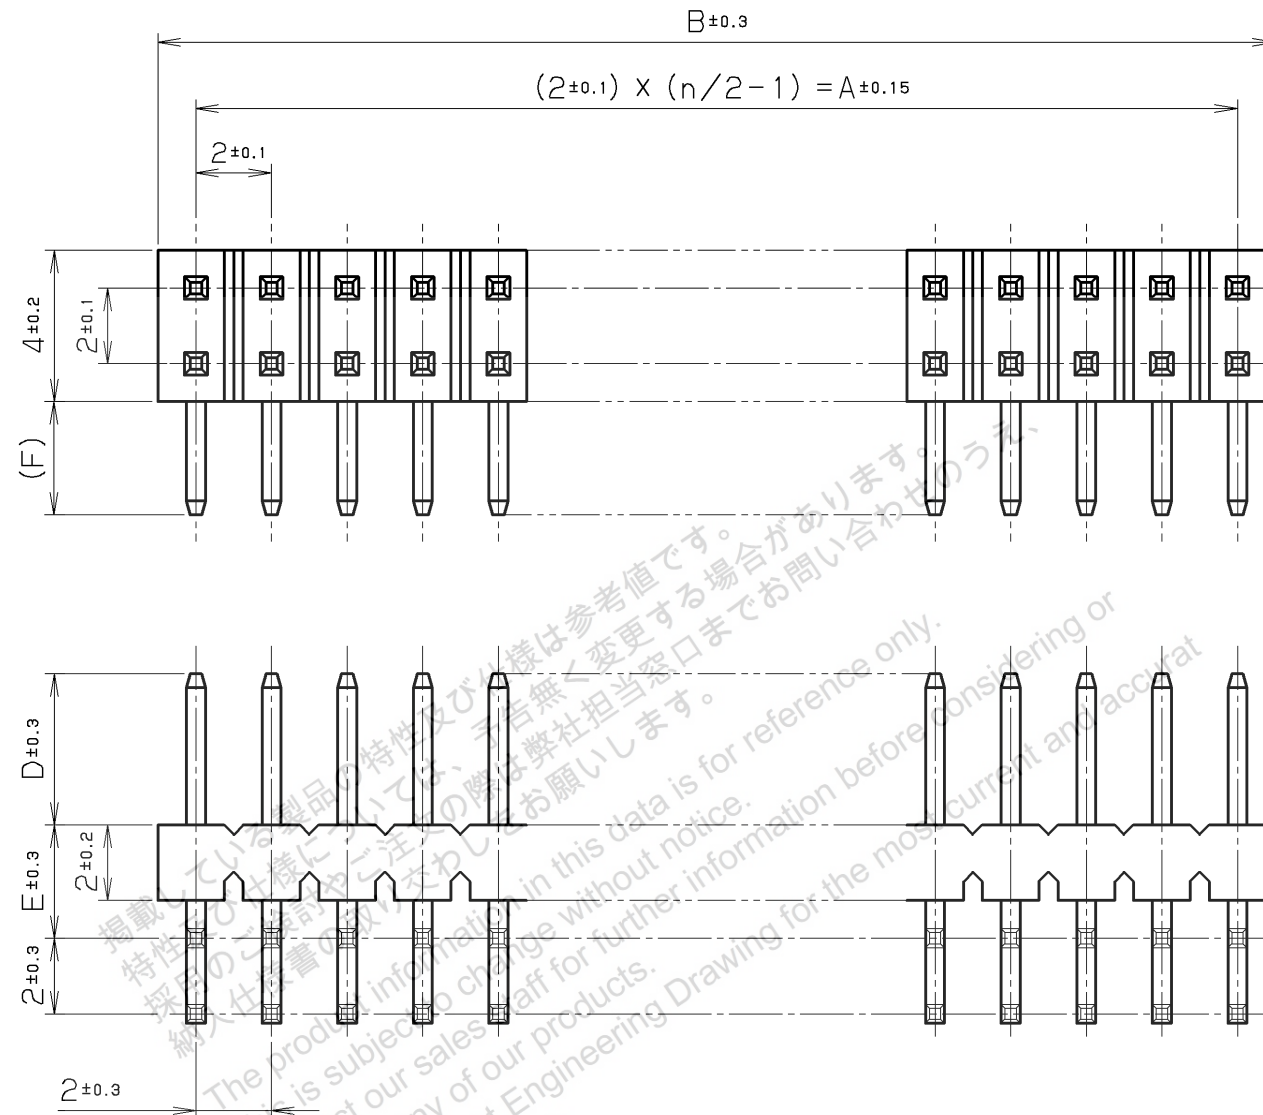 B±0.3
(2±0.1) X (n/2-1) =A±0.15
2±0.1
4±0.2
2±0.1
(F)
D±0.3
E±0.3
2±0.2
2±0.3
2±0.3
掲載している製品の特性及び仕様は参考値です。
特性及び仕様については、予告無く変更する場合があります。
採用のご検討やご注文の際は弊社担当窓口までお問い合わせのうえ、
納入仕様書の取り交わしをお願いします。
The product information in this data is for reference only.
is is subject to change without notice.
st our sales staff for further information before considering or
ny of our products.
t Engineering Drawing for the most current and accurat